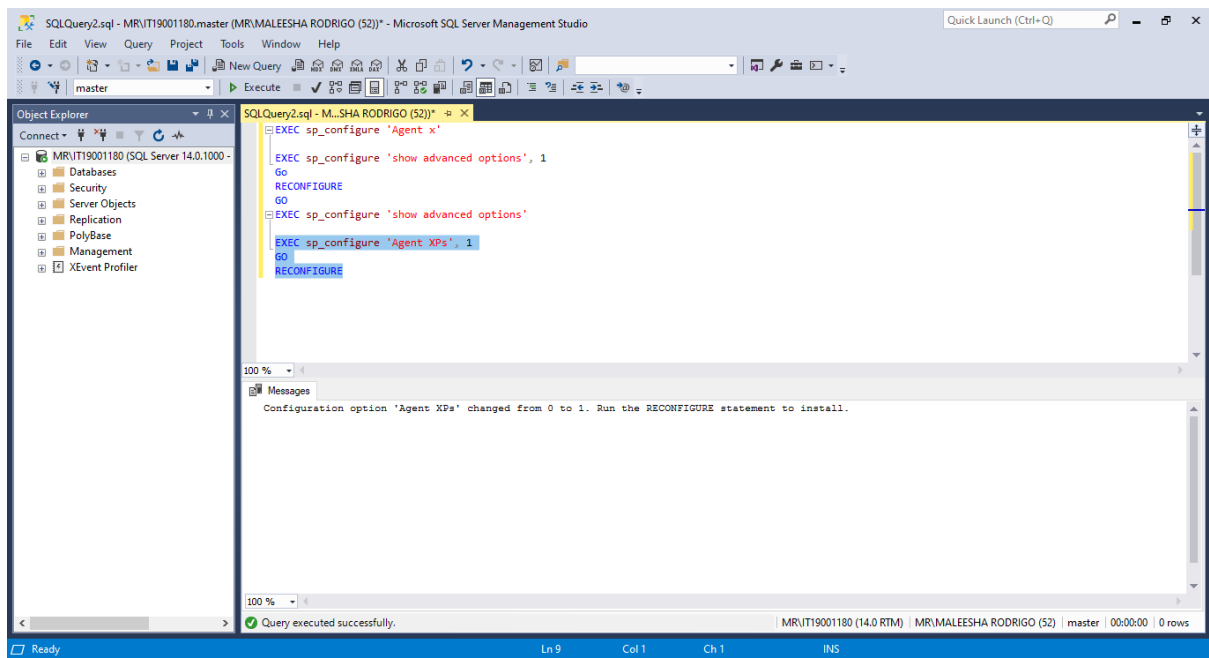 SQLQuery2.sql - MR\IT19001180.master (MR\MALEESHA RODRIGO (52))* - Microsoft SQL Server Management Studio
Quick Launch (Ctrl+Q)
File Edit View Query Project Tools Window Help
New Query
master
Execute
Object Explorer
SQLQuery2.sql - M...SHA RODRIGO (52))*
Connect
MR\IT19001180 (SQL Server 14.0.1000 -
Databases
Security
Server Objects
Replication
PolyBase
Management
XEvent Profiler
EXEC sp_configure 'Agent x'
EXEC sp_configure 'show advanced options', 1
Go
RECONFIGURE
GO
EXEC sp_configure 'show advanced options'
EXEC sp_configure 'Agent XPs', 1
GO
RECONFIGURE
100 %
Messages
Configuration option 'Agent XPs' changed from 0 to 1. Run the RECONFIGURE statement to install.
100 %
Query executed successfully.
MR\IT19001180 (14.0 RTM) MR\MALEESHA RODRIGO (52) master 00:00:00 0 rows
Ready Ln 9 Col 1 Ch 1 INS